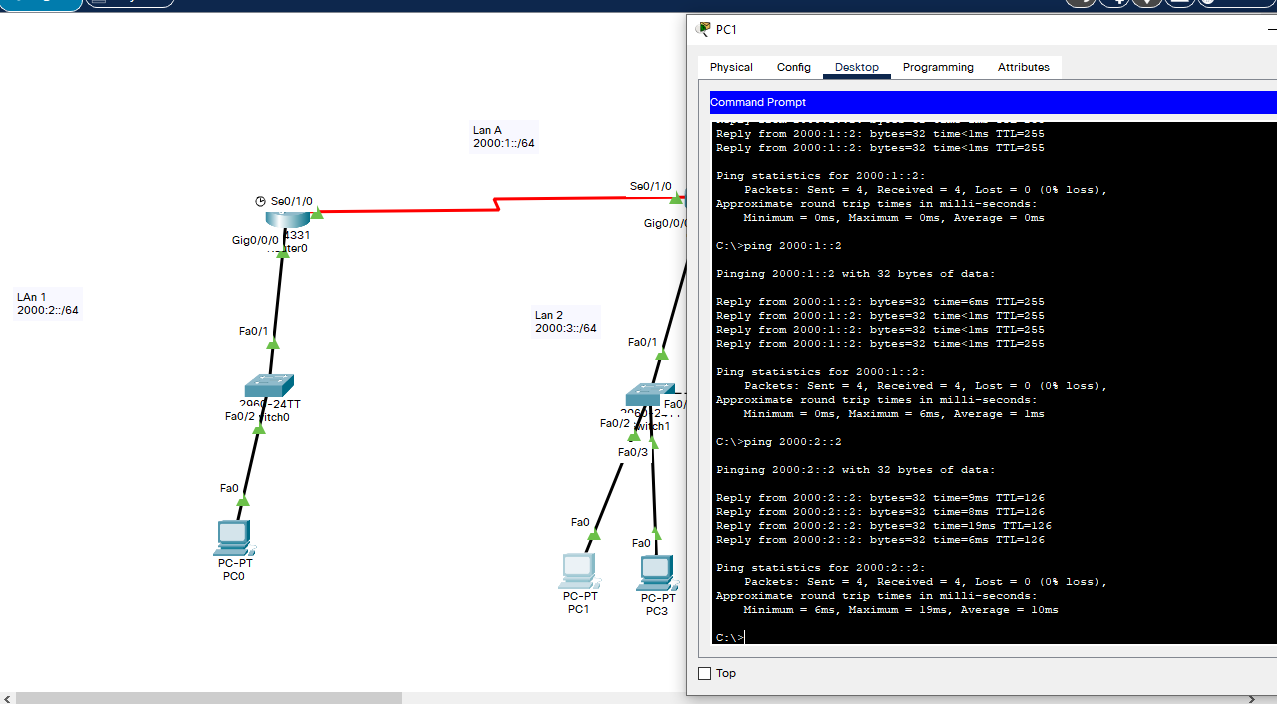 PC1
Physical Config Desktop Programming Attributes
Command Prompt
Reply from 2000:1::2: bytes=32 time<1ms TTL=255
Reply from 2000:1::2: bytes=32 time<1ms TTL=255
Ping statistics for 2000:1::2:
Packets: Sent = 4, Received = 4, Lost = 0 (0% loss),
Approximate round trip times in milli-seconds:
Minimum = 0ms, Maximum = 0ms, Average = 0ms
C:\>ping 2000:1::2
Pinging 2000:1::2 with 32 bytes of data:
Reply from 2000:1::2: bytes=32 time=6ms TTL=255
Reply from 2000:1::2: bytes=32 time<1ms TTL=255
Reply from 2000:1::2: bytes=32 time<1ms TTL=255
Reply from 2000:1::2: bytes=32 time<1ms TTL=255
Ping statistics for 2000:1::2:
Packets: Sent = 4, Received = 4, Lost = 0 (0% loss),
Approximate round trip times in milli-seconds:
Minimum = 0ms, Maximum = 6ms, Average = 1ms
C:\>ping 2000:2::2
Pinging 2000:2::2 with 32 bytes of data:
Reply from 2000:2::2: bytes=32 time=9ms TTL=126
Reply from 2000:2::2: bytes=32 time=8ms TTL=126
Reply from 2000:2::2: bytes=32 time=19ms TTL=126
Reply from 2000:2::2: bytes=32 time=6ms TTL=126
Ping statistics for 2000:2::2:
Packets: Sent = 4, Received = 4, Lost = 0 (0% loss),
Approximate round trip times in milli-seconds:
Minimum = 6ms, Maximum = 19ms, Average = 10ms
C:\>
Top
Lan A
2000:1::/64
Se0/1/0
Se0/1/0
Gig0/0/0
4331
Gig0/0/
LAn 1
2000:2::/64
Lan 2
2000:3::/64
Fa0/1
Fa0/1
2960-24TT
Fa0/2
Fa0/
Fa0/2
Fa0/3
Fa0
Fa0
Fa0
PC-PT
PC0
PC-PT
PC1
PC-PT
PC3